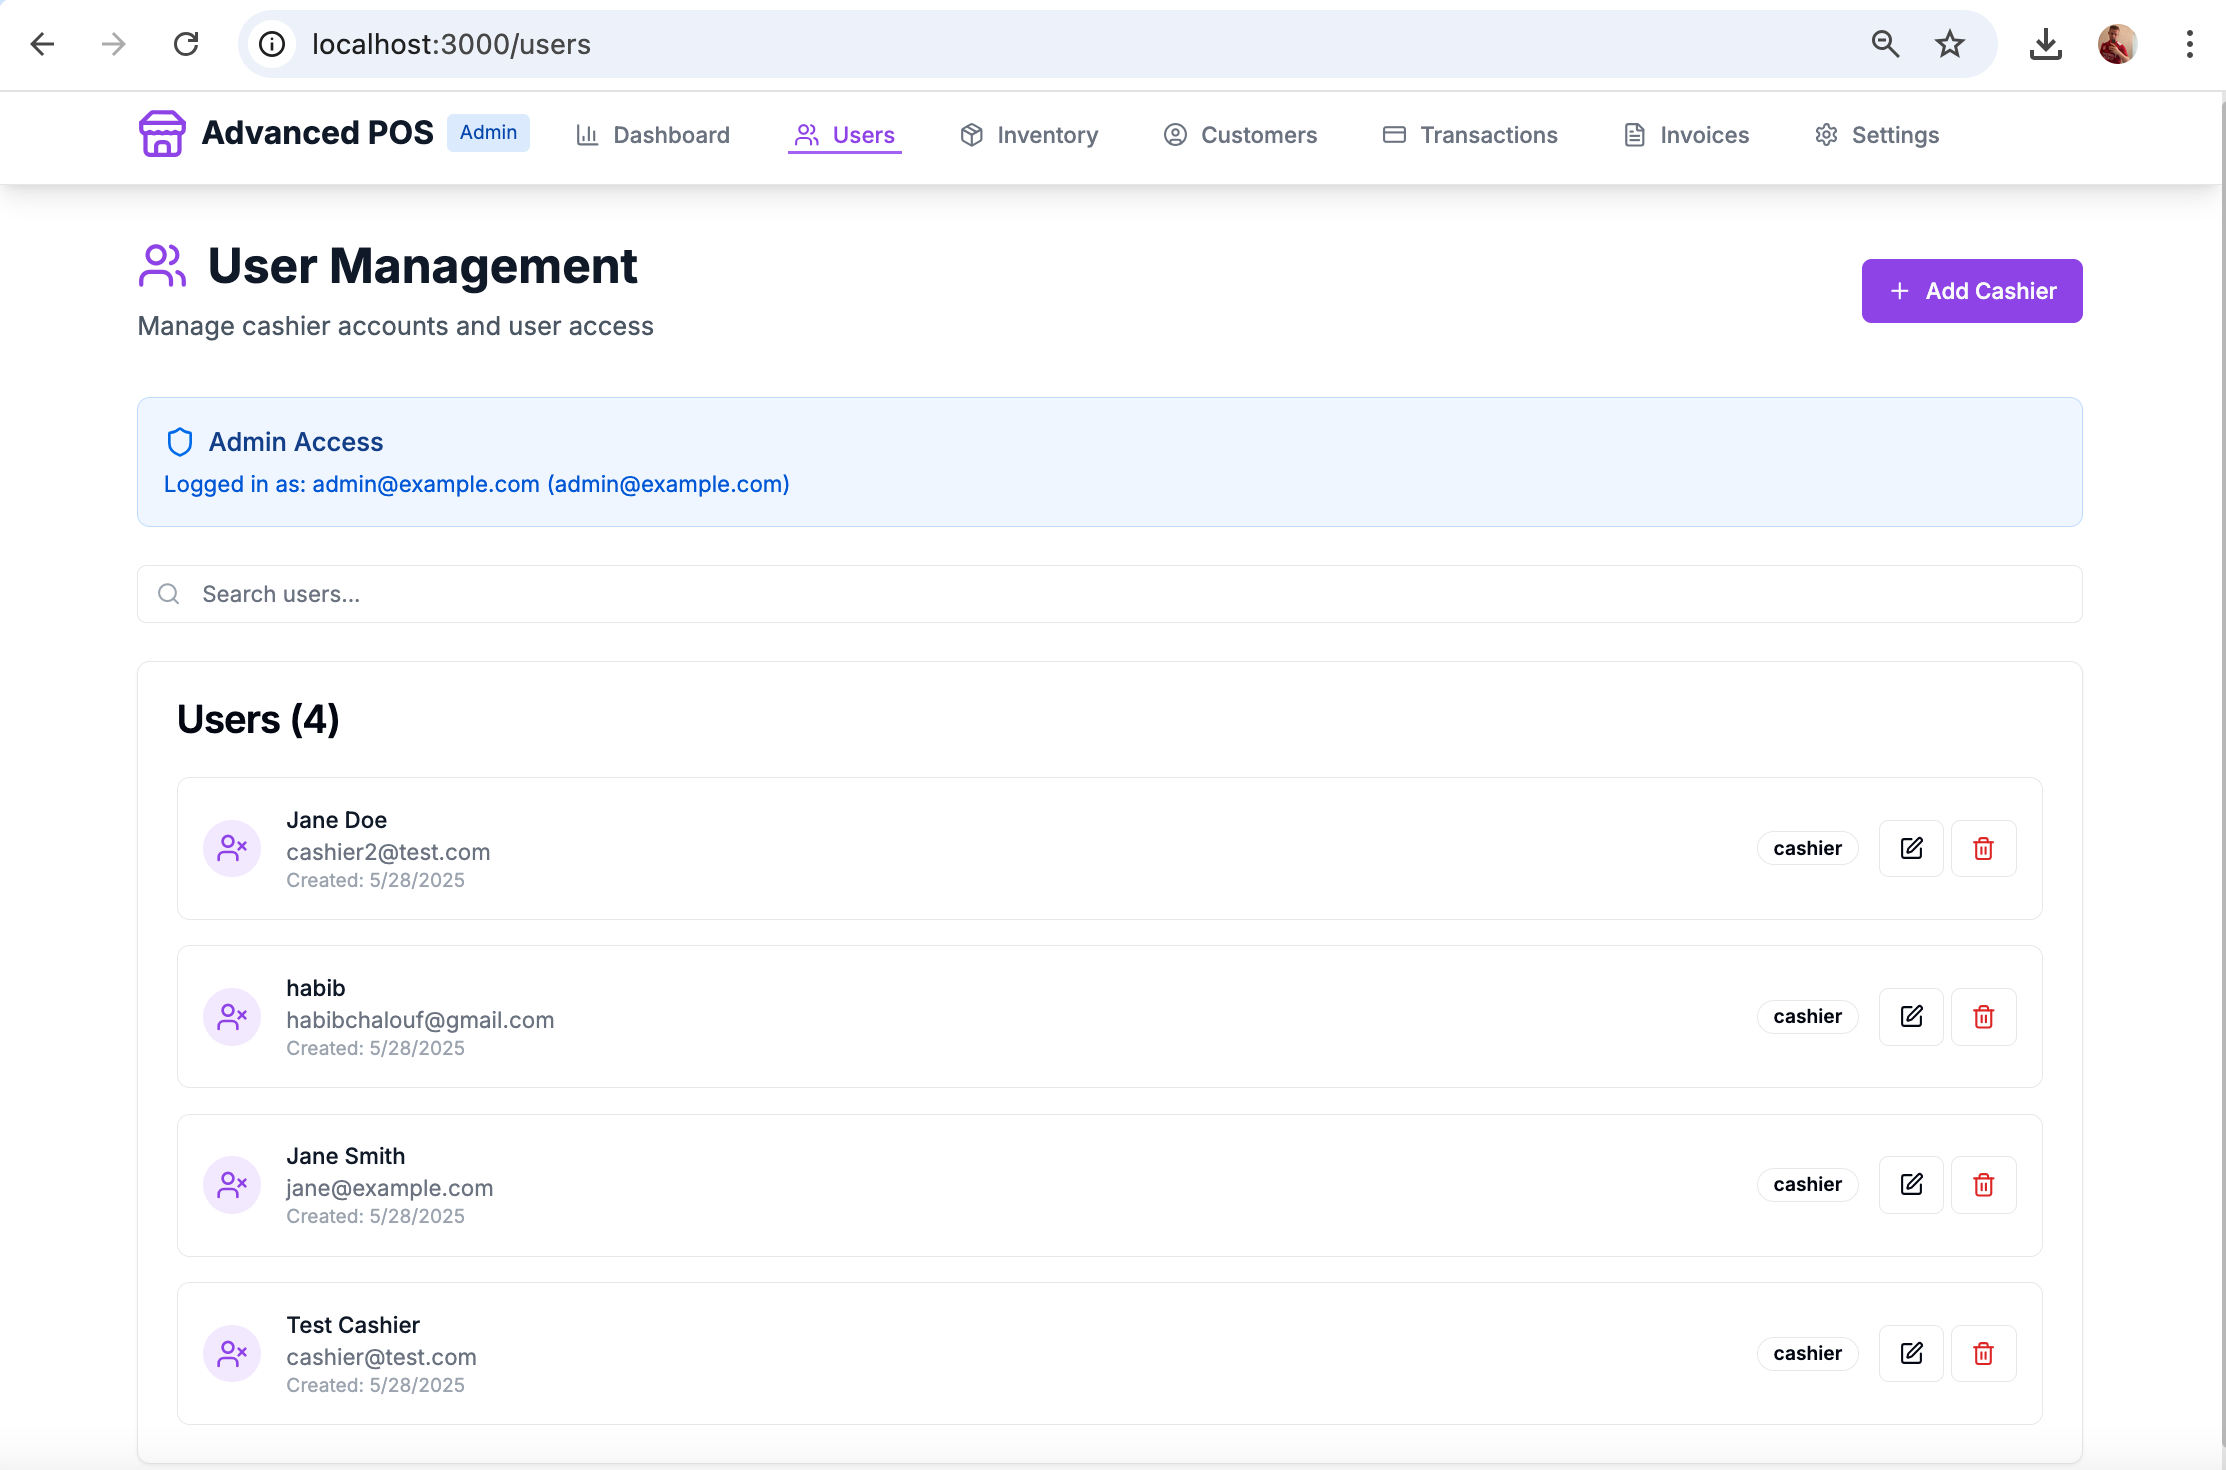 localhost:3000/users
Advanced POS Admin Dashboard Users Inventory Customers Transactions Invoices Settings
User Management
Manage cashier accounts and user access
+ Add Cashier
Admin Access
Logged in as: admin@example.com (admin@example.com)
Search users...
Users (4)
Jane Doe
cashier2@test.com
Created: 5/28/2025
cashier
habib
habibchalouf@gmail.com
Created: 5/28/2025
cashier
Jane Smith
jane@example.com
Created: 5/28/2025
cashier
Test Cashier
cashier@test.com
Created: 5/28/2025
cashier